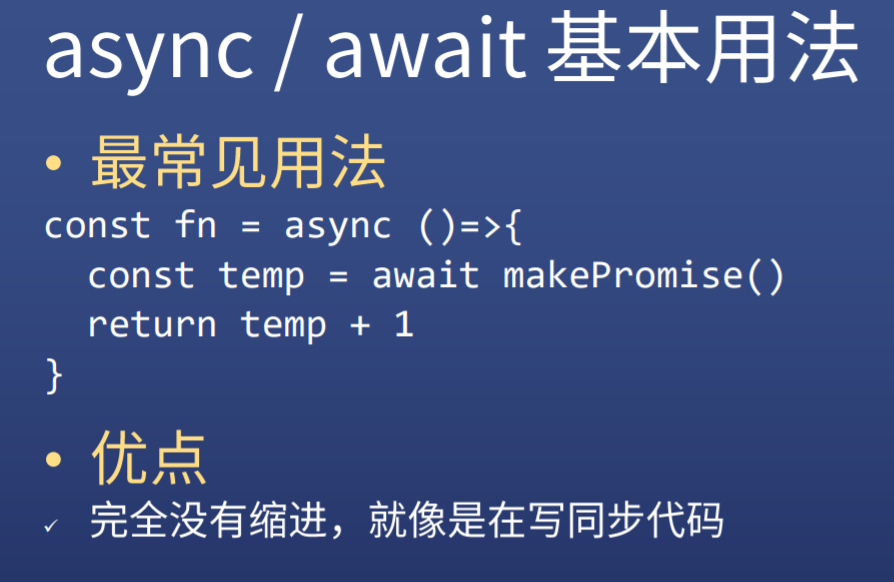 async / await 基本用法
• 最常见用法
const fn = async ()=>{
  const temp = await makePromise()
  return temp + 1
}
• 优点
✓ 完全没有缩进，就像是在写同步代码